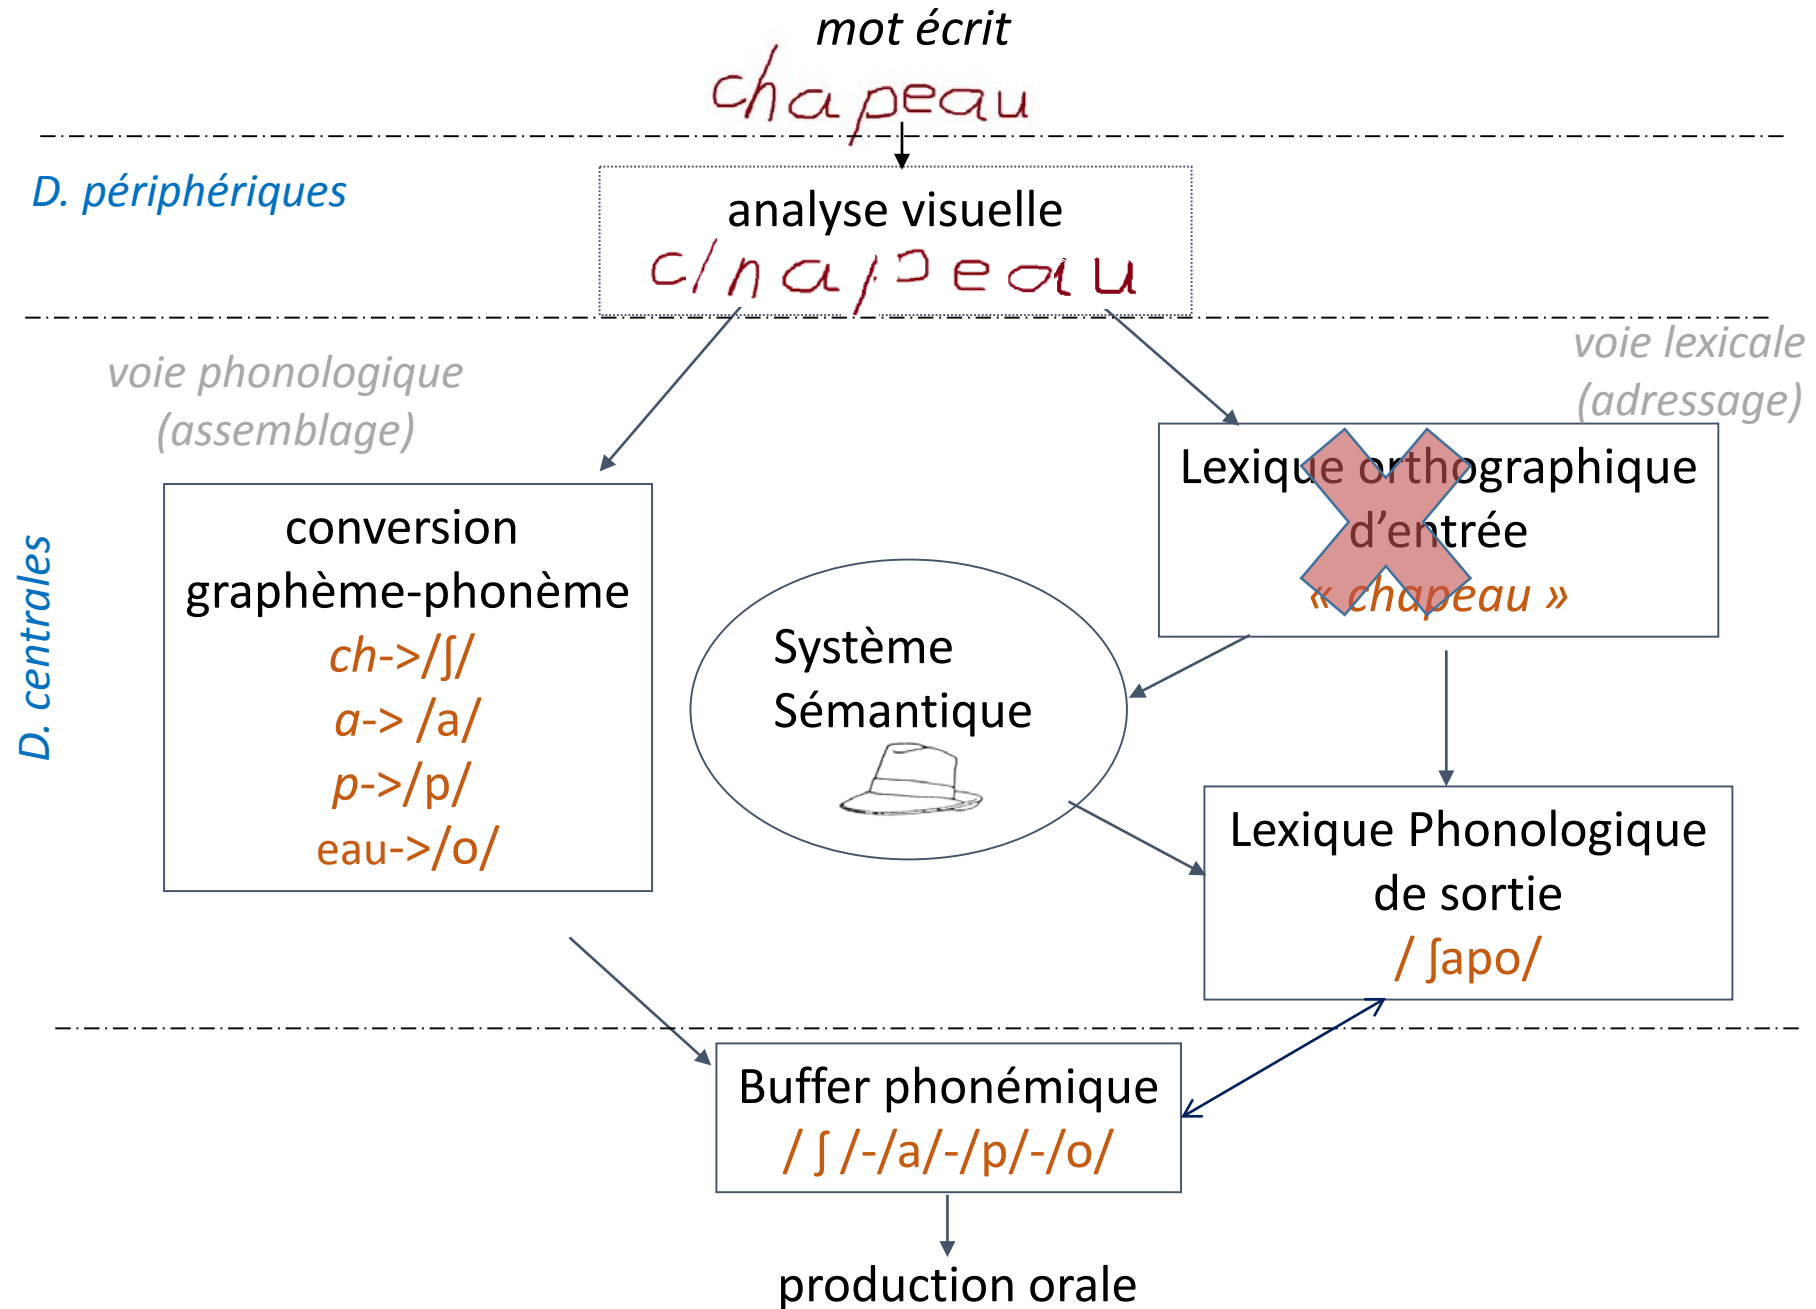 mot écrit
chapeau
D. périphériques
analyse visuelle
chapeau
voie phonologique
(assemblage)
voie lexicale
(adressage)
D. centrales
conversion
graphème-phonème
ch->/ʃ/
a-> /a/
p->/p/
eau->/o/
Système
Sémantique
Lexique orthographique
d’entrée
« chapeau »
Lexique Phonologique
de sortie
/ ʃapo/
Buffer phonémique
/ ʃ /-/a/-/p/-/o/
production orale